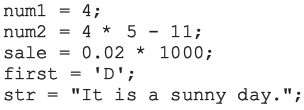 num1 = 4;
num2 = 4 * 5 - 11;
sale = 0.02 * 1000;
first = 'D';
str = "It is a sunny day.";